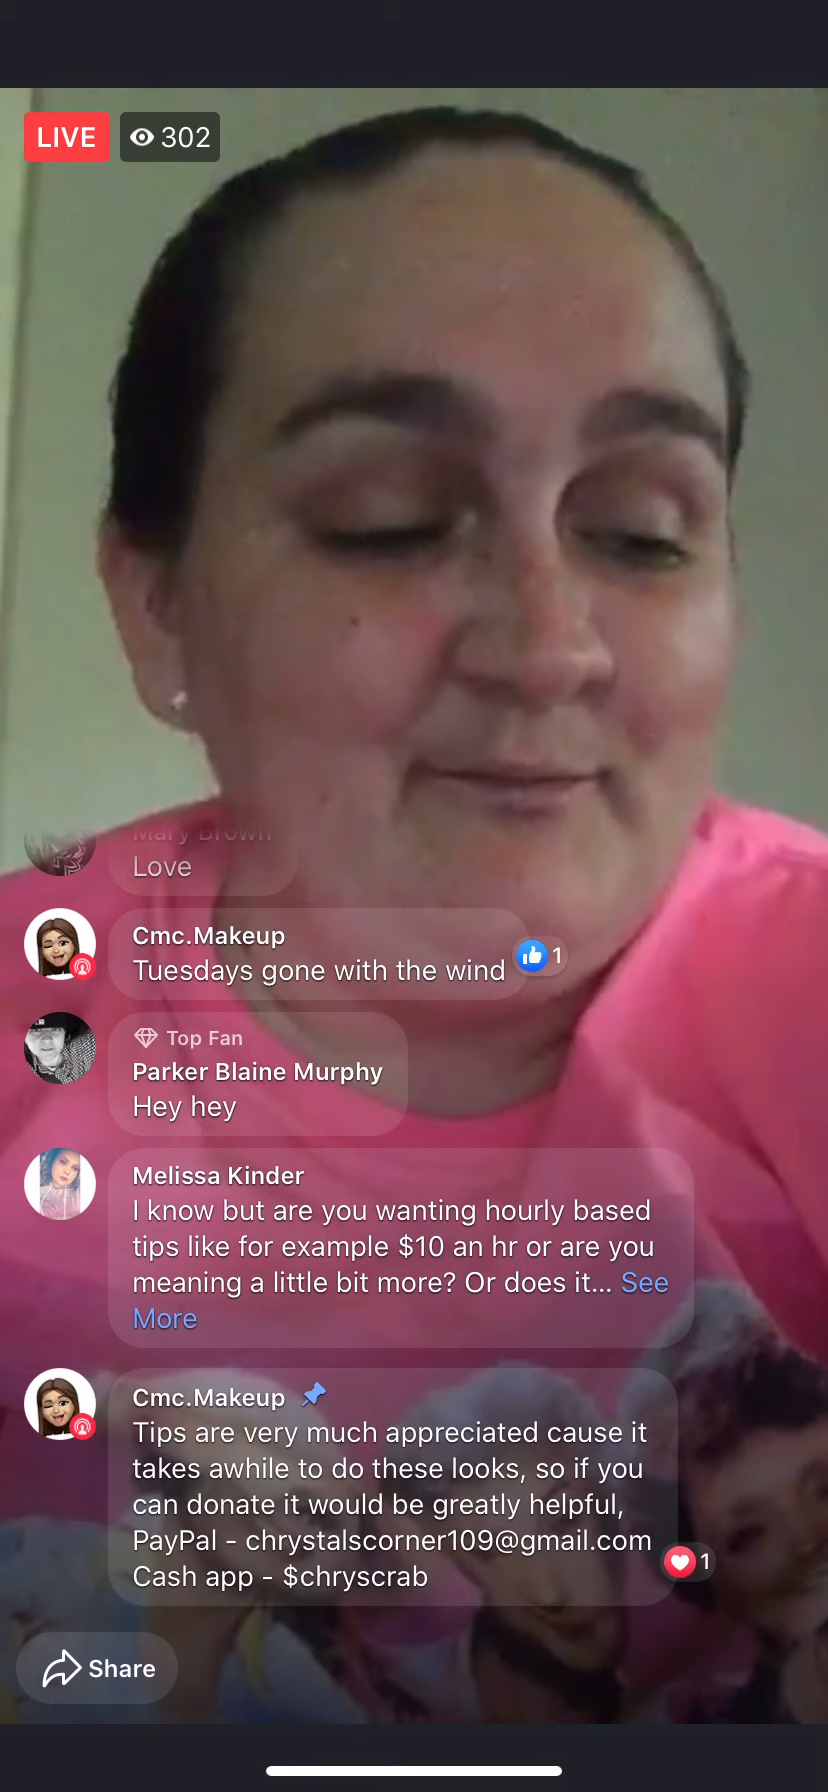 LIVE
302
Mary Brown
Love
Cmc.Makeup
Tuesdays gone with the wind
1
Top Fan
Parker Blaine Murphy
Hey hey
Melissa Kinder
I know but are you wanting hourly based
tips like for example $10 an hr or are you
meaning a little bit more? Or does it... See
More
Cmc.Makeup
Tips are very much appreciated cause it
takes awhile to do these looks, so if you
can donate it would be greatly helpful,
PayPal - chrystalscorner109@gmail.com
Cash app - $chryscrab
1
Share